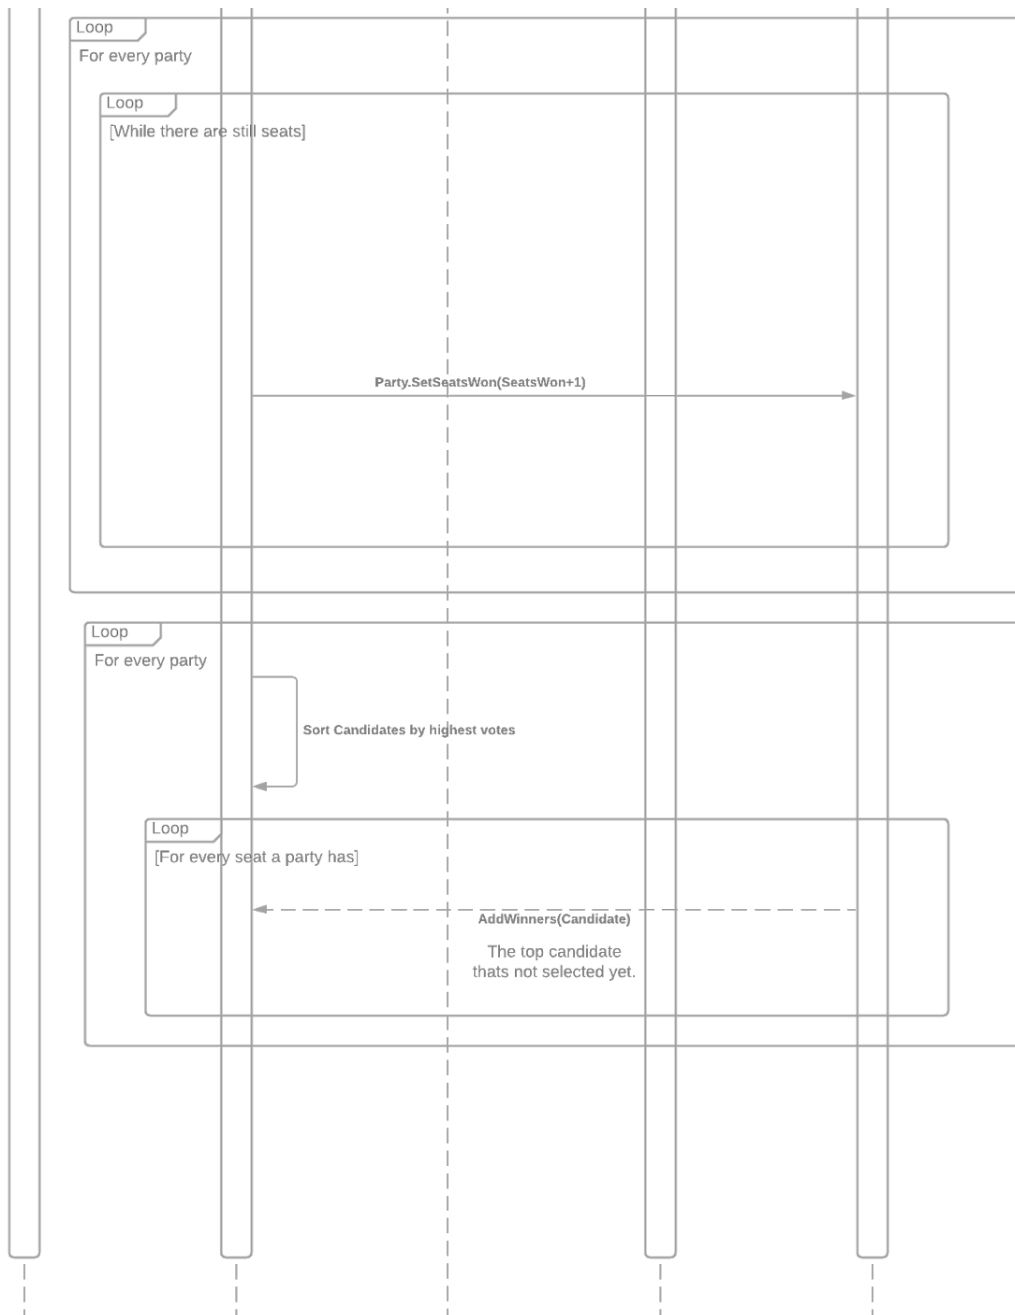 Loop
For every party
Loop
[While there are still seats]
Party.SetSeatsWon(SeatsWon+1)
Loop
For every party
Sort Candidates by highest votes
Loop
[For every seat a party has]
AddWinners(Candidate)
The top candidate
thats not selected yet.